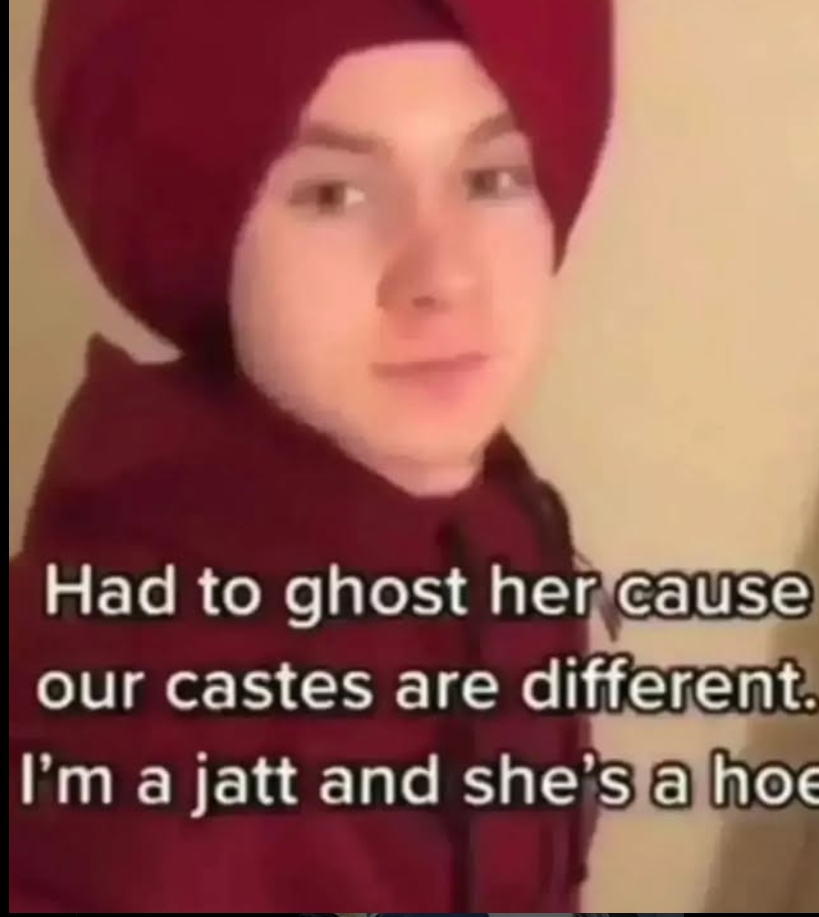 Had to ghost her cause
our castes are different.
I'm a jatt and she's a hoe